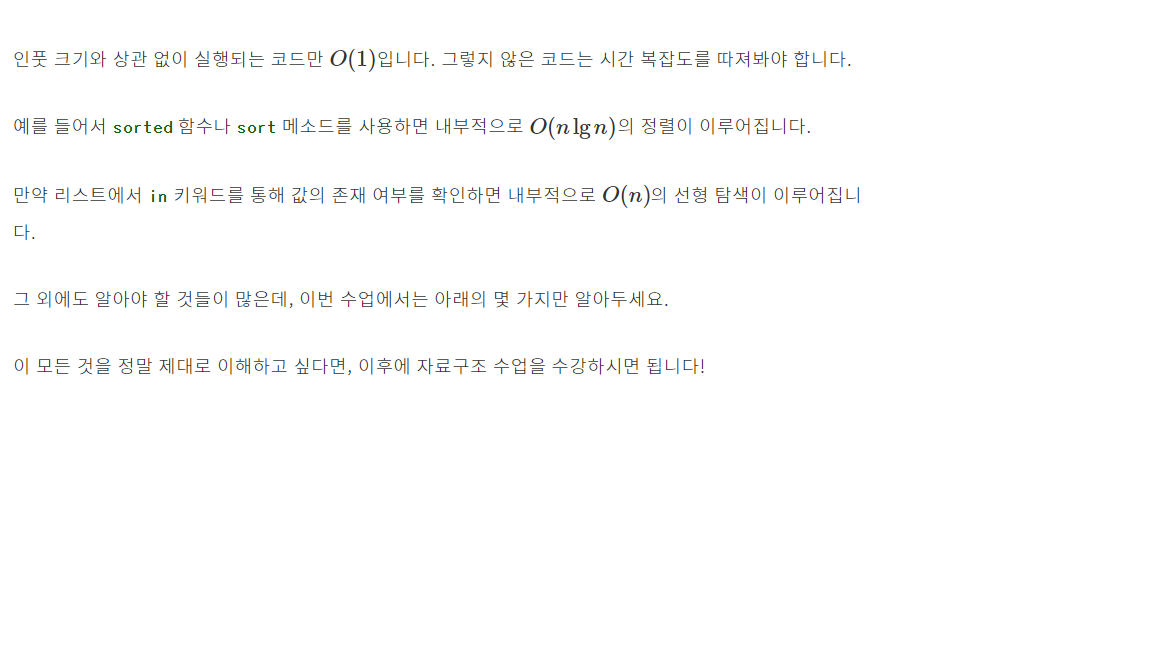 인풋 크기와 상관 없이 실행되는 코드만 O(1)입니다. 그렇지 않은 코드는 시간 복잡도를 따져봐야 합니다.
예를 들어서 sorted 함수나 sort 메소드를 사용하면 내부적으로 O(n lg n)의 정렬이 이루어집니다.
만약 리스트에서 in 키워드를 통해 값의 존재 여부를 확인하면 내부적으로 O(n)의 선형 탐색이 이루어집니
다.
그 외에도 알아야 할 것들이 많은데, 이번 수업에서는 아래의 몇 가지만 알아두세요.
이 모든 것을 정말 제대로 이해하고 싶다면, 이후에 자료구조 수업을 수강하시면 됩니다!